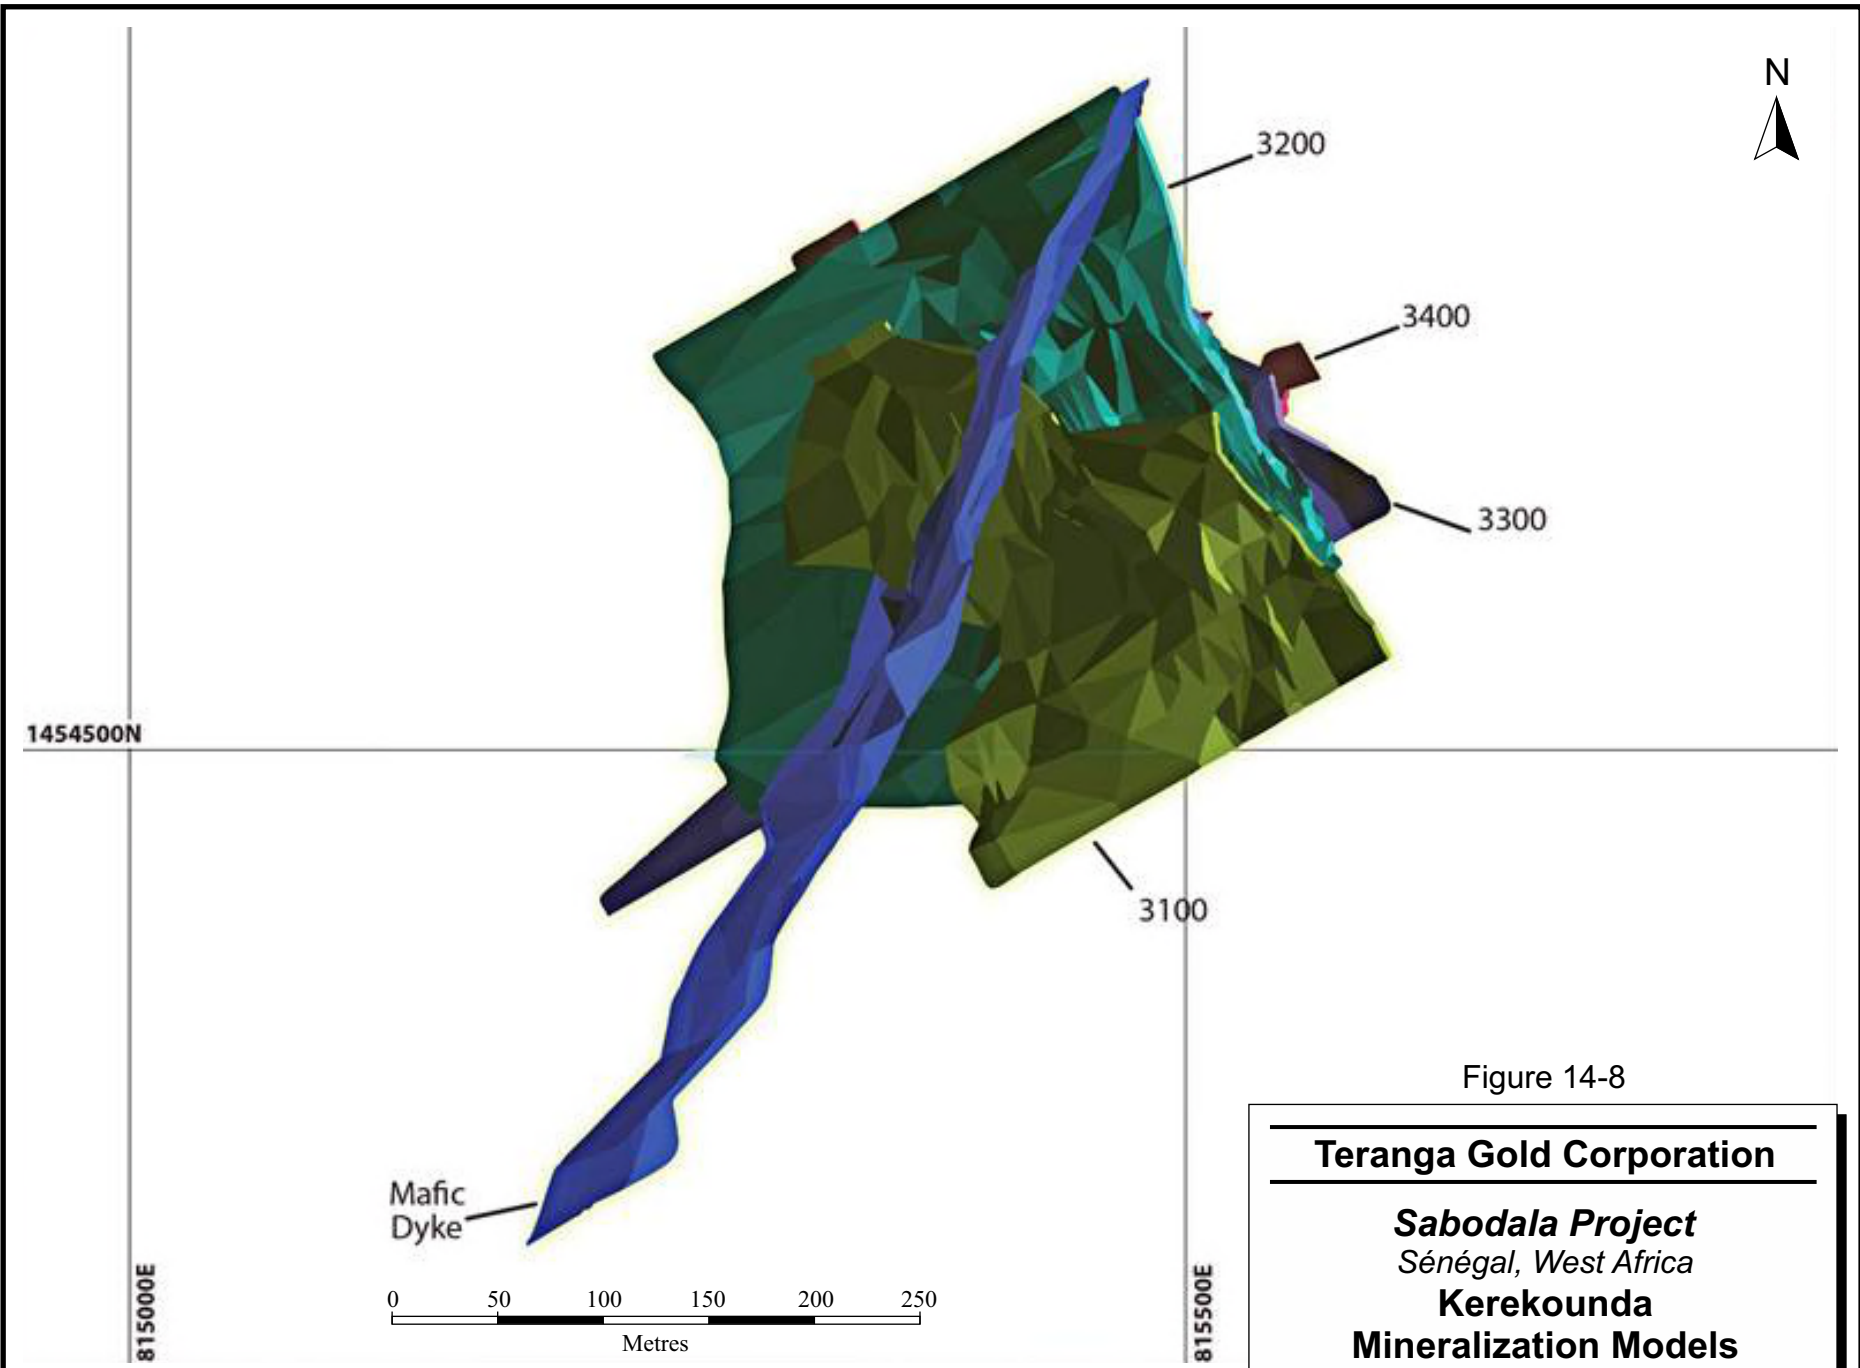 N
3200
3400
3300
1454500N
3100
Figure 14-8
Teranga Gold Corporation
Sabodala Project
Sénégal, West Africa
Kerekounda
Mineralization Models
Mafic
Dyke
815000E
815500E
0 50 100 150 200 250
Metres